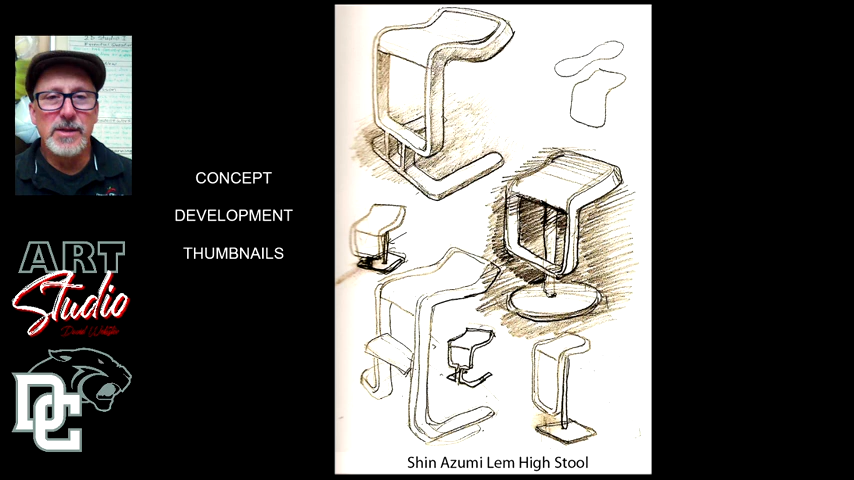 CONCEPT
DEVELOPMENT
THUMBNAILS
ART
Studio
DC
Shin Azumi Lem High Stool